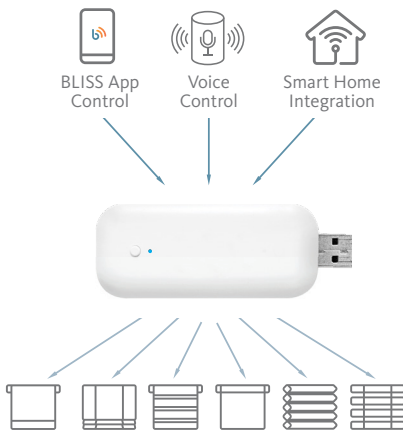 BLISS App
Control
Voice
Control
Smart Home
Integration